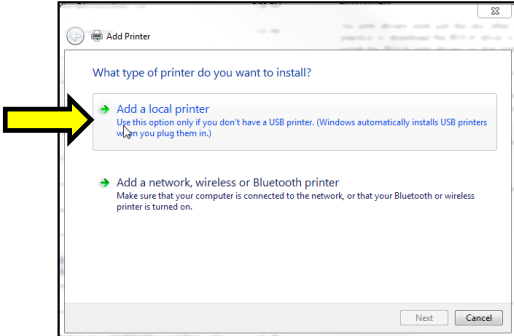 Add Printer
What type of printer do you want to install?
Add a local printer
Use this option only if you don't have a USB printer. (Windows automatically installs USB printers
when you plug them in.)
Add a network, wireless or Bluetooth printer
Make sure that your computer is connected to the network, or that your Bluetooth or wireless
printer is turned on.
Next
Cancel